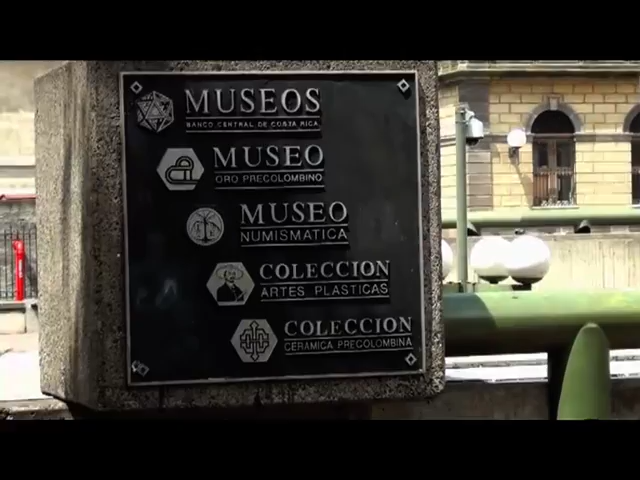 MUSEOS
BANCO CENTRAL DE COSTA RICA
MUSEO
ORO PRECOLOMBINO
MUSEO
NUMISMATICA
COLECCION
ARTES PLASTICAS
COLECCION
CERAMICA PRECOLOMBINA